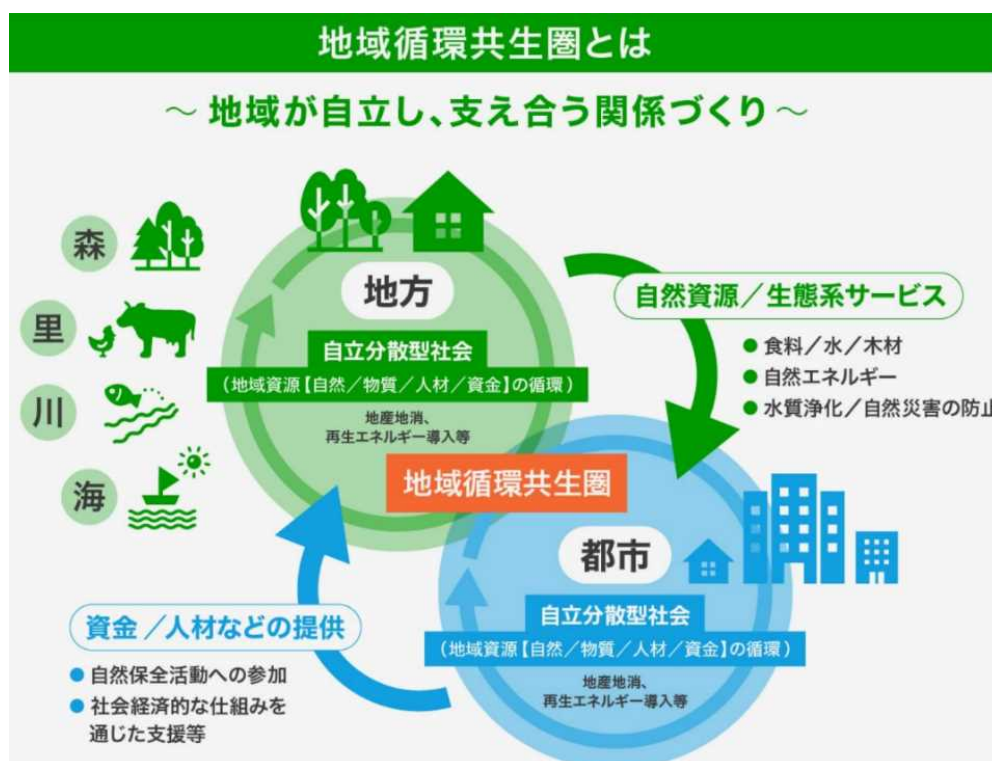 地域循環共生圏とは
～ 地域が自立し、支え合う関係づくり ～
森
里
川
海
地方
自立分散型社会
（地域資源【自然／物質／人材／資金】の循環）
地産地消、
再生エネルギー導入等
自然資源／生態系サービス
● 食料／水／木材
● 自然エネルギー
● 水質浄化／自然災害の防止
地域循環共生圏
都市
自立分散型社会
（地域資源【自然／物質／人材／資金】の循環）
地産地消、
再生エネルギー導入等
資金／人材などの提供
● 自然保全活動への参加
● 社会経済的な仕組みを
通じた支援等